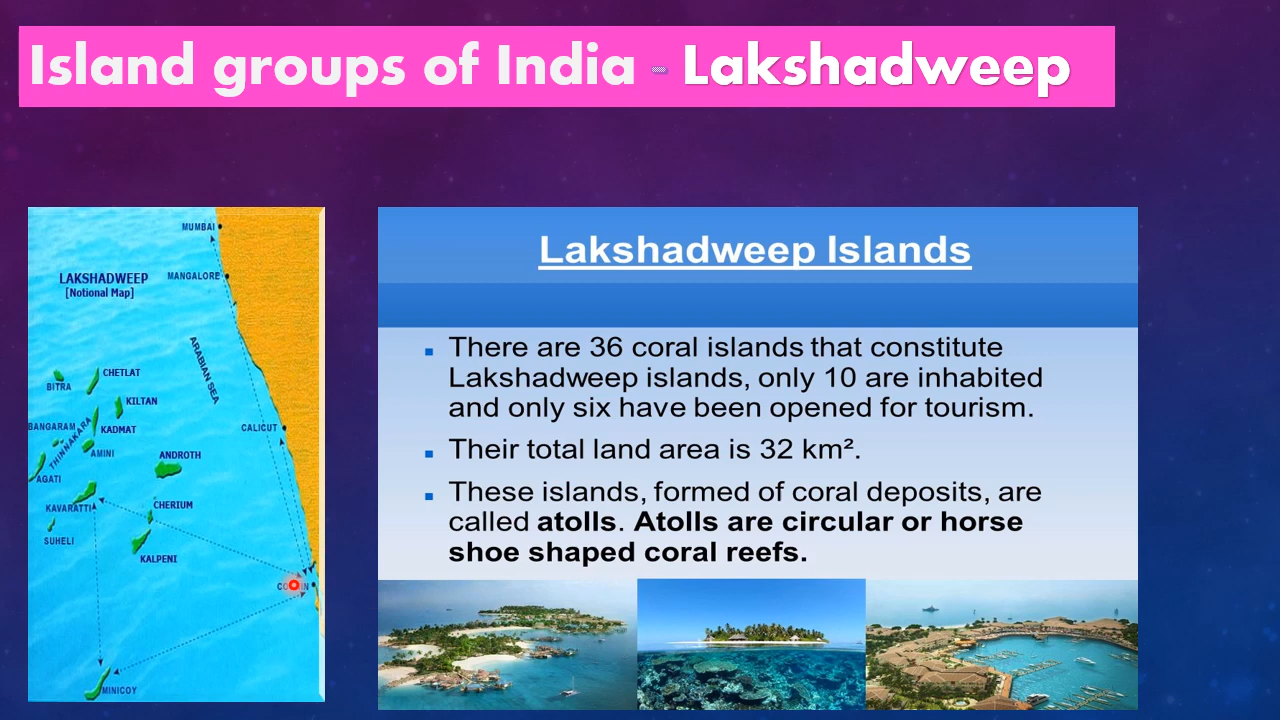 Island groups of India - Lakshadweep
MUMBAI
LAKSHADWEEP
[Notional Map]
MANGALORE
ARABIAN SEA
CHETLAT
BITRA
KILTAN
BANGARAM
THINNAKARA
KADMAT
CALICUT
AMINI
ANDROTH
AGATI
KAVARATTI
CHERIUM
SUHELI
KALPENI
MINICOY
Lakshadweep Islands
There are 36 coral islands that constitute
Lakshadweep islands, only 10 are inhabited
and only six have been opened for tourism.
Their total land area is 32 km².
These islands, formed of coral deposits, are
called atolls. Atolls are circular or horse
shoe shaped coral reefs.